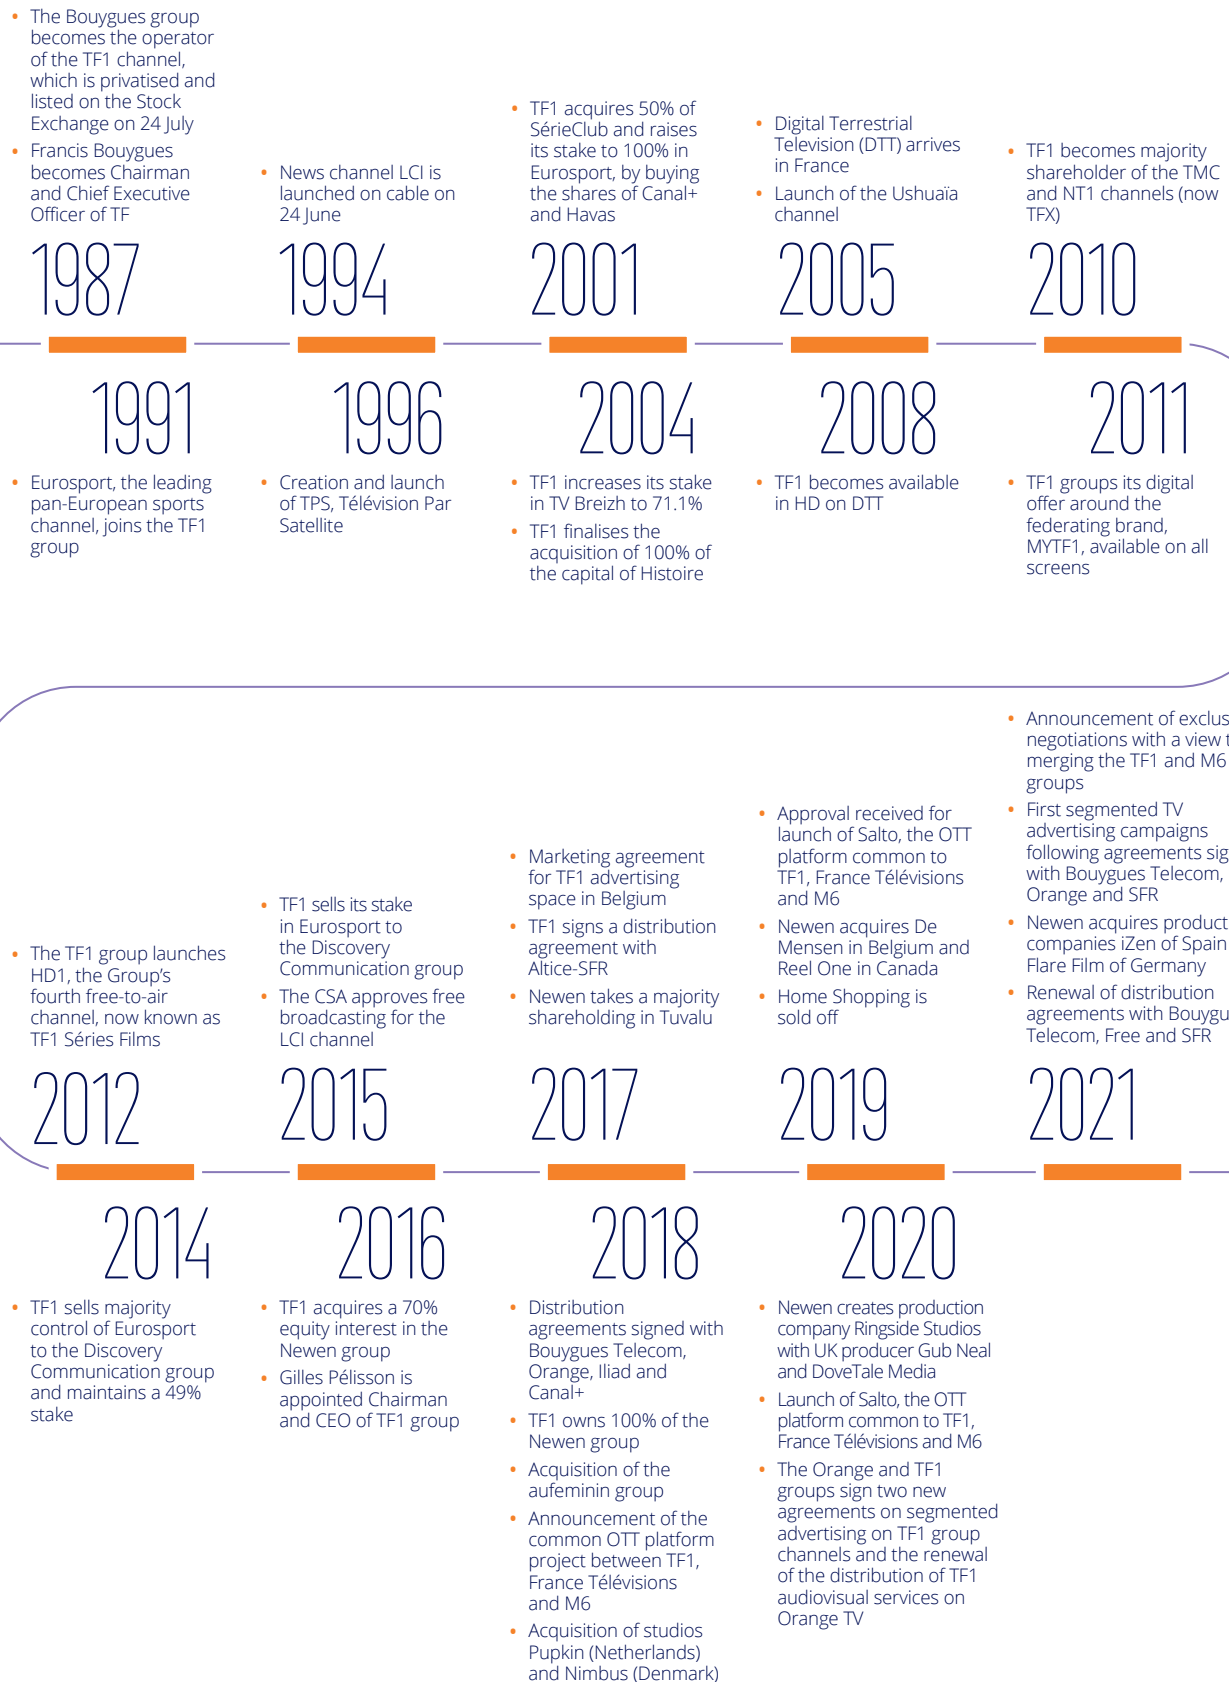 • The Bouygues group
becomes the operator
of the TF1 channel,
which is privatised and
listed on the Stock
Exchange on 24 July
• Francis Bouygues
becomes Chairman
and Chief Executive
Officer of TF
1987
• News channel LCI is
launched on cable on
24 June
1994
• TF1 acquires 50% of
SérieClub and raises
its stake to 100% in
Eurosport, by buying
the shares of Canal+
and Havas
2001
• Digital Terrestrial
Television (DTT) arrives
in France
• Launch of the Ushuaïa
channel
2005
• TF1 becomes majority
shareholder of the TMC
and NT1 channels (now
TFX)
2010
1991
• Eurosport, the leading
pan-European sports
channel, joins the TF1
group
1996
• Creation and launch
of TPS, Télévision Par
Satellite
2004
• TF1 increases its stake
in TV Breizh to 71.1%
• TF1 finalises the
acquisition of 100% of
the capital of Histoire
2008
• TF1 becomes available
in HD on DTT
2011
• TF1 groups its digital
offer around the
federating brand,
MYTF1, available on all
screens
• The TF1 group launches
HD1, the Group’s
fourth free-to-air
channel, now known as
TF1 Séries Films
2012
• TF1 sells its stake
in Eurosport to
the Discovery
Communication group
• The CSA approves free
broadcasting for the
LCI channel
2015
• Marketing agreement
for TF1 advertising
space in Belgium
• TF1 signs a distribution
agreement with
Altice-SFR
• Newen takes a majority
shareholding in Tuvalu
2017
• Approval received for
launch of Salto, the OTT
platform common to
TF1, France Télévisions
and M6
• Newen acquires De
Mensen in Belgium and
Reel One in Canada
• Home Shopping is
sold off
2019
• Announcement of
negotiations with a view
merging the TF1 and M6
groups
• First segmented TV
advertising campaigns
following agreements
with Bouygues Telecom,
Orange and SFR
• Newen acquires
companies iZen of Spain
Flare Film of Germany
• Renewal of distribution
agreements with
Telecom, Free and SFR
2021
2014
• TF1 sells majority
control of Eurosport
to the Discovery
Communication group
and maintains a 49%
stake
2016
• TF1 acquires a 70%
equity interest in the
Newen group
• Gilles Pélisson is
appointed Chairman
and CEO of TF1 group
2018
• Distribution
agreements signed with
Bouygues Telecom,
Orange, Iliad and
Canal+
• TF1 owns 100% of the
Newen group
• Acquisition of the
aufeminin group
• Announcement of the
common OTT platform
project between TF1,
France Télévisions
and M6
• Acquisition of studios
Pupkin (Netherlands)
and Nimbus (Denmark)
2020
• Newen creates production
company Ringside Studios
with UK producer Gub Neal
and DoveTale Media
• Launch of Salto, the OTT
platform common to TF1,
France Télévisions and M6
• The Orange and TF1
groups sign two new
agreements on segmented
advertising on TF1 group
channels and the renewal
of the distribution of TF1
audiovisual services on
Orange TV